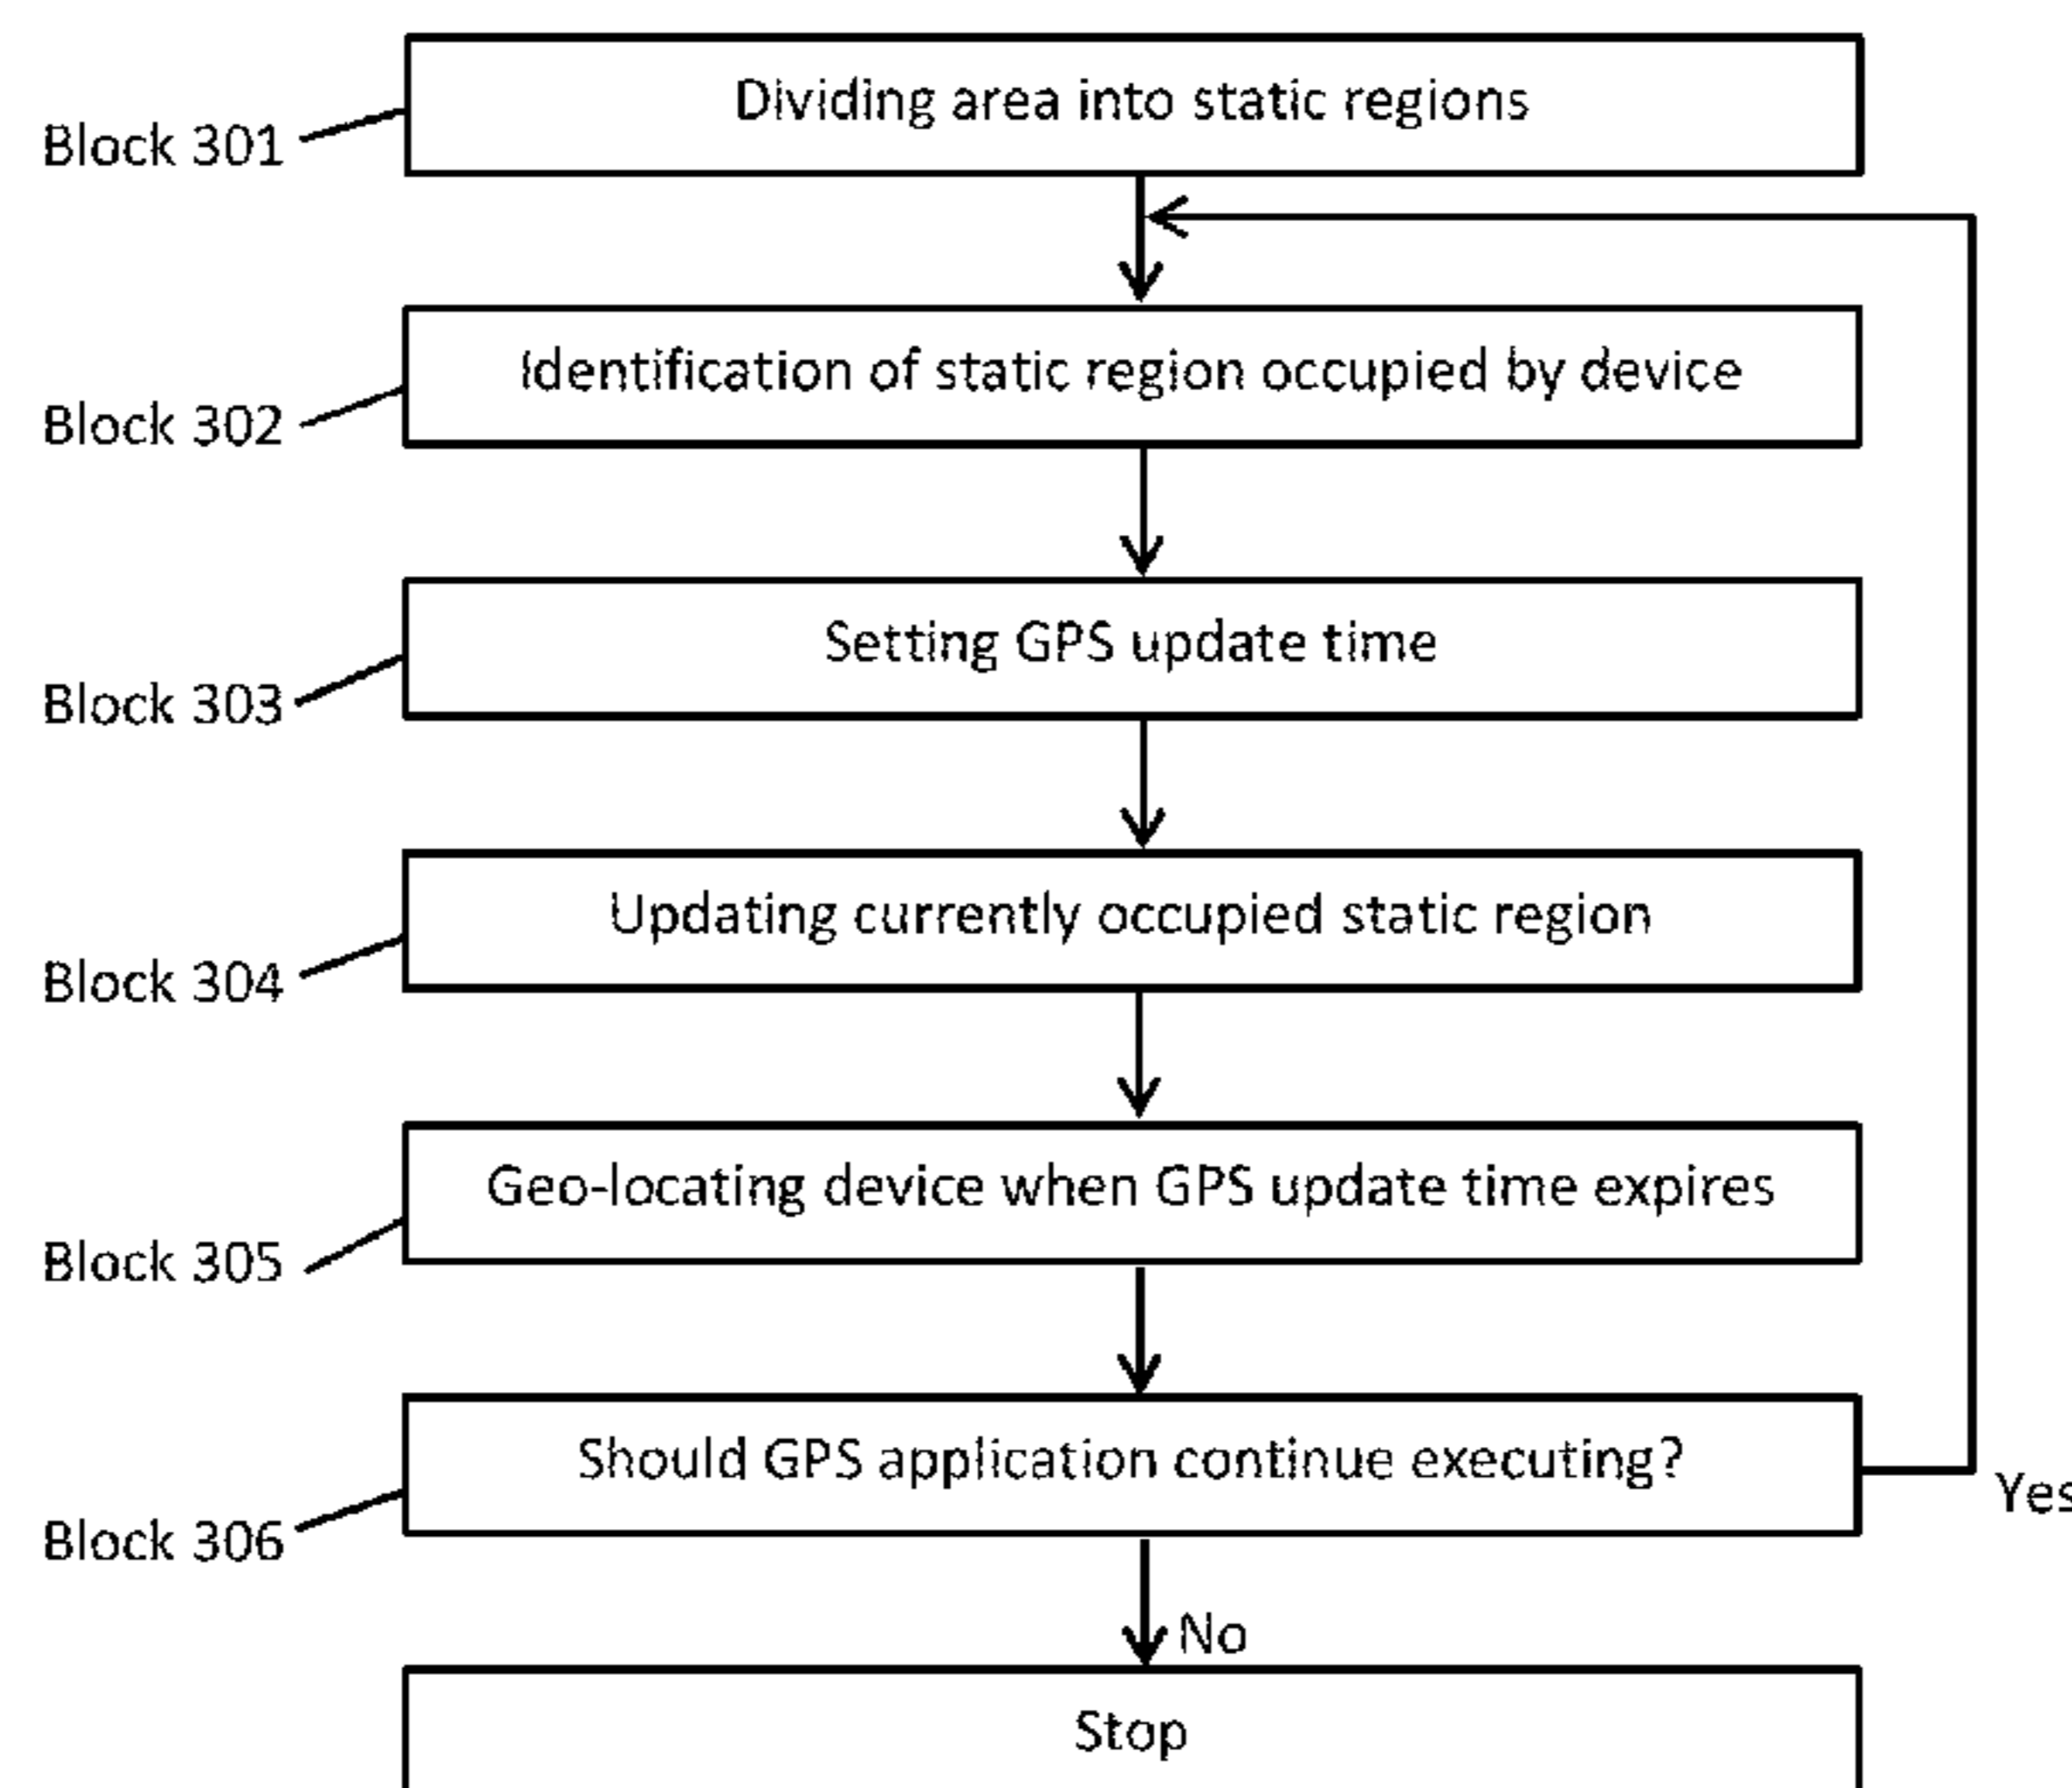 Dividing area into static regions
Block 301
Identification of static region occupied by device
Block 302
Setting GPS update time
Block 303
Updating currently occupied static region
Block 304
Geo-locating device when GPS update time expires
Block 305
Should GPS application continue executing?
Yes
Block 306
No
Stop